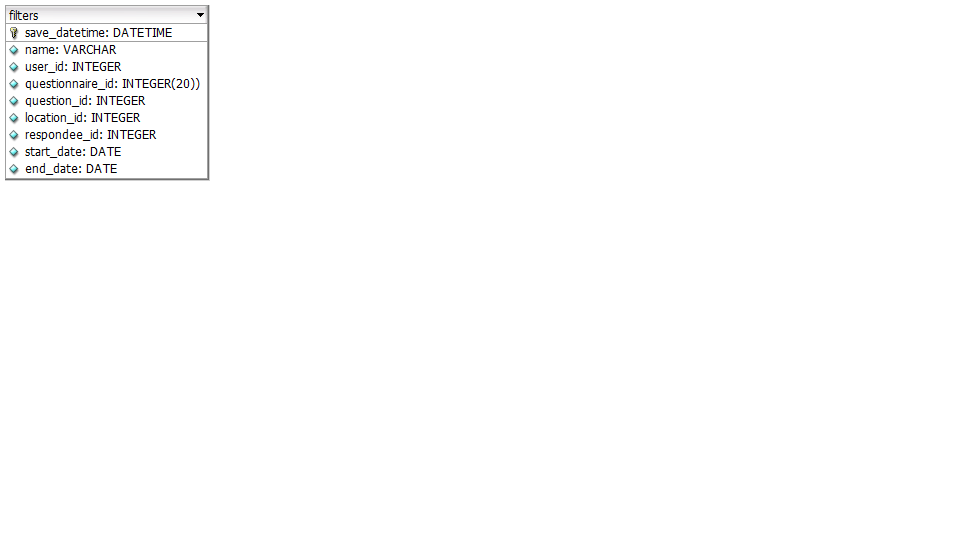 filters
save_datetime: DATETIME
name: VARCHAR
user_id: INTEGER
questionnaire_id: INTEGER(20))
question_id: INTEGER
location_id: INTEGER
respondee_id: INTEGER
start_date: DATE
end_date: DATE